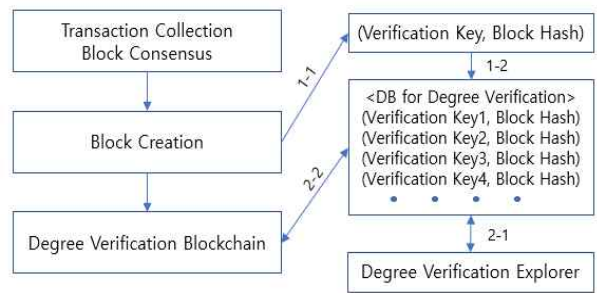 Transaction Collection
Block Consensus
Block Creation
Degree Verification Blockchain
1-1
2-2
(Verification Key, Block Hash)
1-2
<DB for Degree Verification>
(Verification Key1, Block Hash)
(Verification Key2, Block Hash)
(Verification Key3, Block Hash)
(Verification Key4, Block Hash)
• • • •
2-1
Degree Verification Explorer